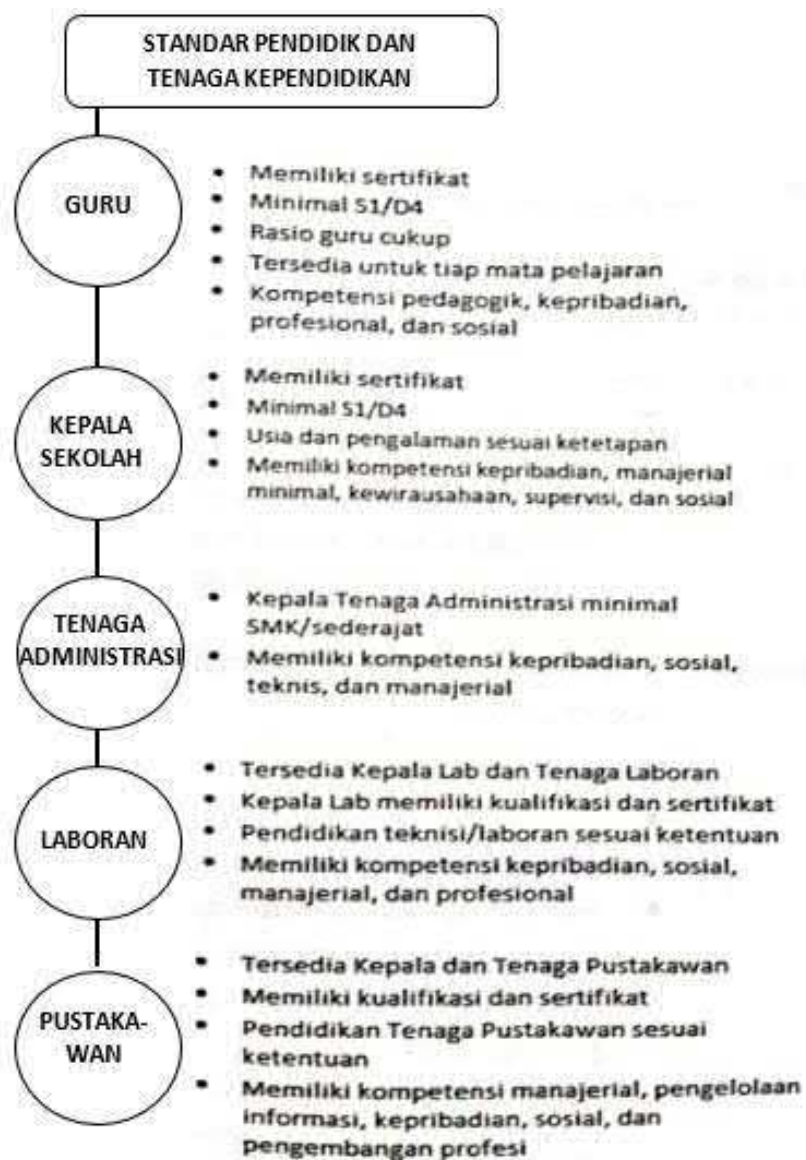 STANDAR PENDIDIK DAN
TENAGA KEPENDIDIKAN
GURU
• Memiliki sertifikat
• Minimal S1/D4
• Rasio guru cukup
• Tersedia untuk tiap mata pelajaran
• Kompetensi pedagogik, kepribadian,
profesional, dan sosial
KEPALA
SEKOLAH
• Memiliki sertifikat
• Minimal S1/D4
• Usia dan pengalaman sesuai ketetapan
• Memiliki kompetensi kepribadian, manajerial
minimal, kewirausahaan, supervisi, dan sosial
TENAGA
ADMINISTRASI
• Kepala Tenaga Administrasi minimal
SMK/sederajat
• Memiliki kompetensi kepribadian, sosial,
teknis, dan manajerial
LABORAN
• Tersedia Kepala Lab dan Tenaga Laboran
• Kepala Lab memiliki kualifikasi dan sertifikat
• Pendidikan teknisi/laboran sesuai ketentuan
• Memiliki kompetensi kepribadian, sosial,
manajerial, dan profesional
PUSTAKA-
WAN
• Tersedia Kepala dan Tenaga Pustakawan
• Memiliki kualifikasi dan sertifikat
• Pendidikan Tenaga Pustakawan sesuai
ketentuan
• Memiliki kompetensi manajerial, pengelolaan
informasi, kepribadian, sosial, dan
pengembangan profesi